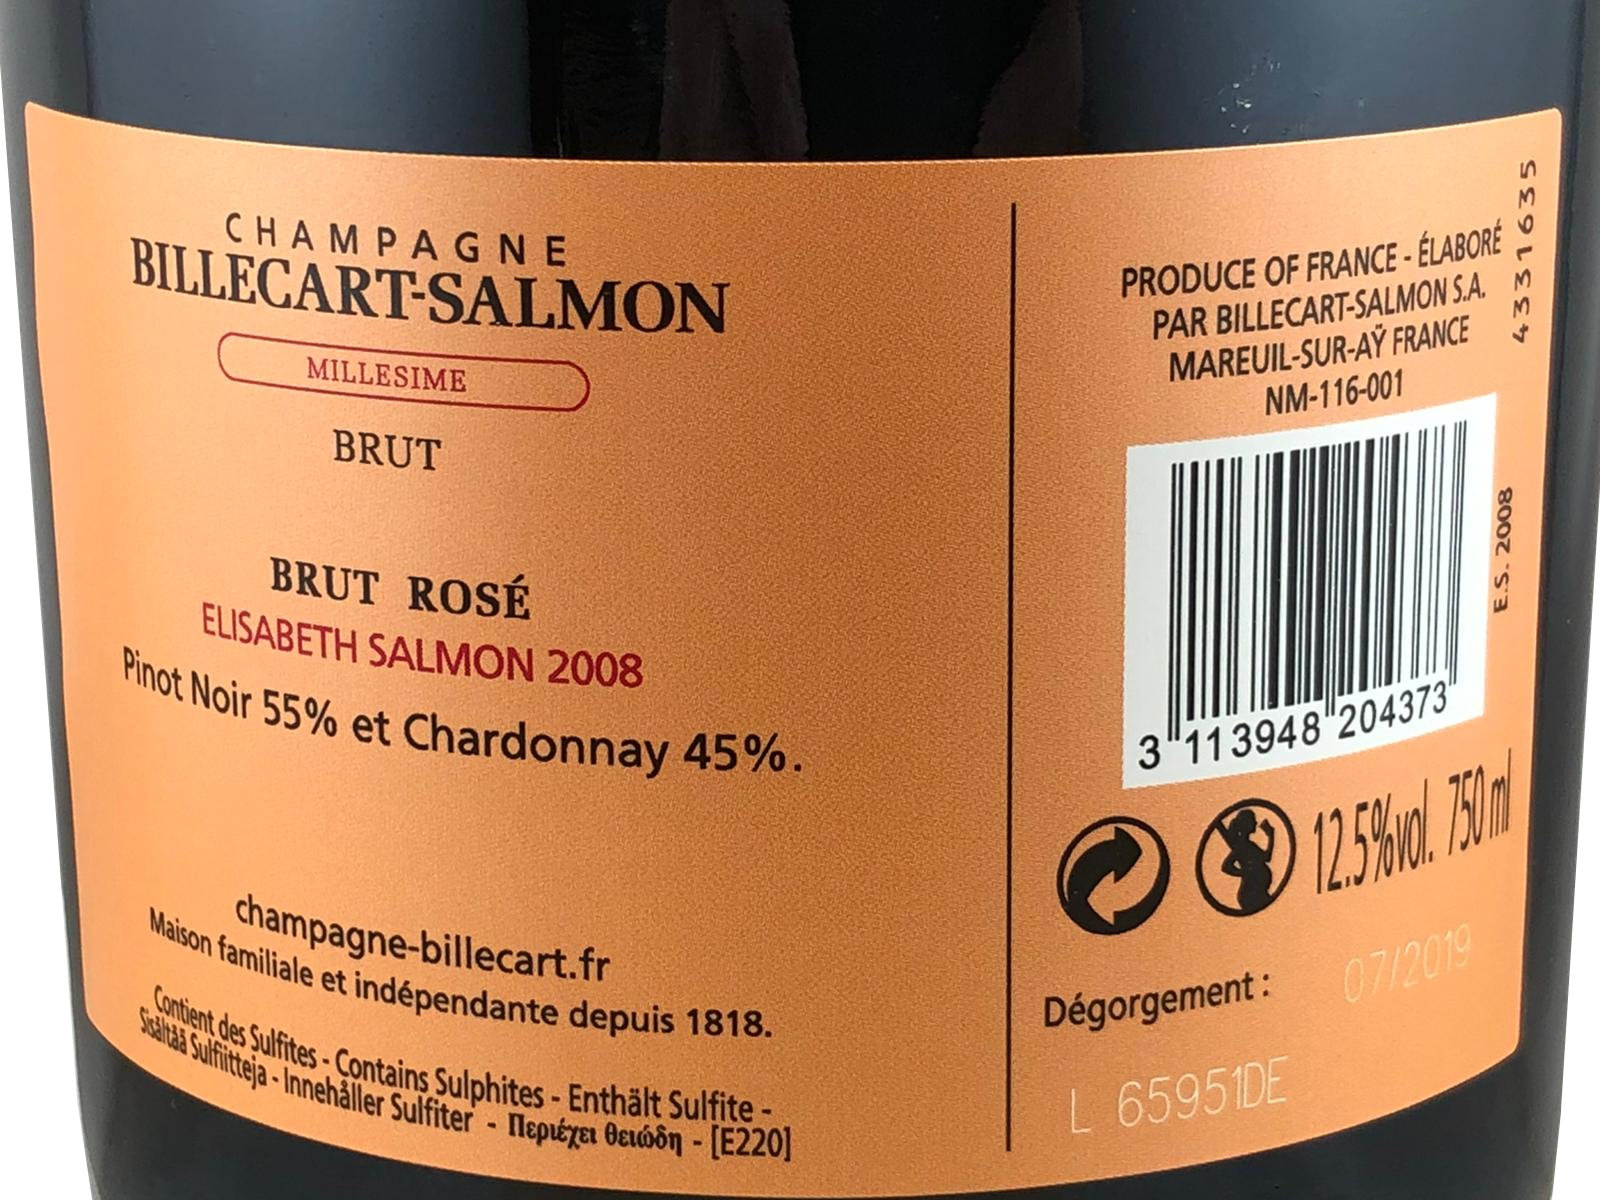 CHAMPAGNE
BILLECART-SALMON
MILLESIME
BRUT
BRUT ROSÉ
ELISABETH SALMON 2008
Pinot Noir 55% et Chardonnay 45%.
champagne-billecart.fr
Maison familiale et indépendante depuis 1818.
Contient des Sulfites - Contains Sulphites - Enthält Sulfite -
Sisältää Sulfiitteja - Innehåller Sulfiter - Περιέχει θειώδη - [E220]
PRODUCE OF FRANCE - ÉLABORÉ
PAR BILLECART-SALMON S.A.
MAREUIL-SUR-AŸ FRANCE
NM-116-001
4331635
E.S. 2008
3 113948 204373
12.5%vol. 750 ml
Dégorgement : 07/2019
L 65951DE